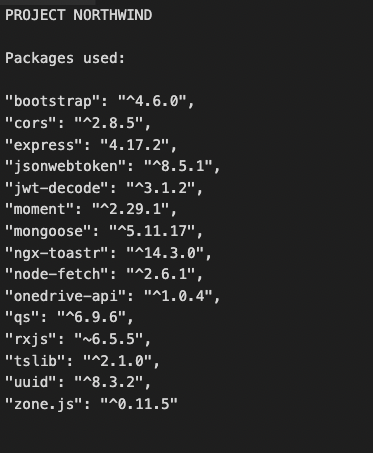 PROJECT NORTHWIND
Packages used:
"bootstrap": "^4.6.0",
"cors": "^2.8.5",
"express": "4.17.2",
"jsonwebtoken": "^8.5.1",
"jwt-decode": "^3.1.2",
"moment": "^2.29.1",
"mongoose": "^5.11.17",
"ngx-toastr": "^14.3.0",
"node-fetch": "^2.6.1",
"onedrive-api": "^1.0.4",
"qs": "^6.9.6",
"rxjs": "~6.5.5",
"tslib": "^2.1.0",
"uuid": "^8.3.2",
"zone.js": "^0.11.5"